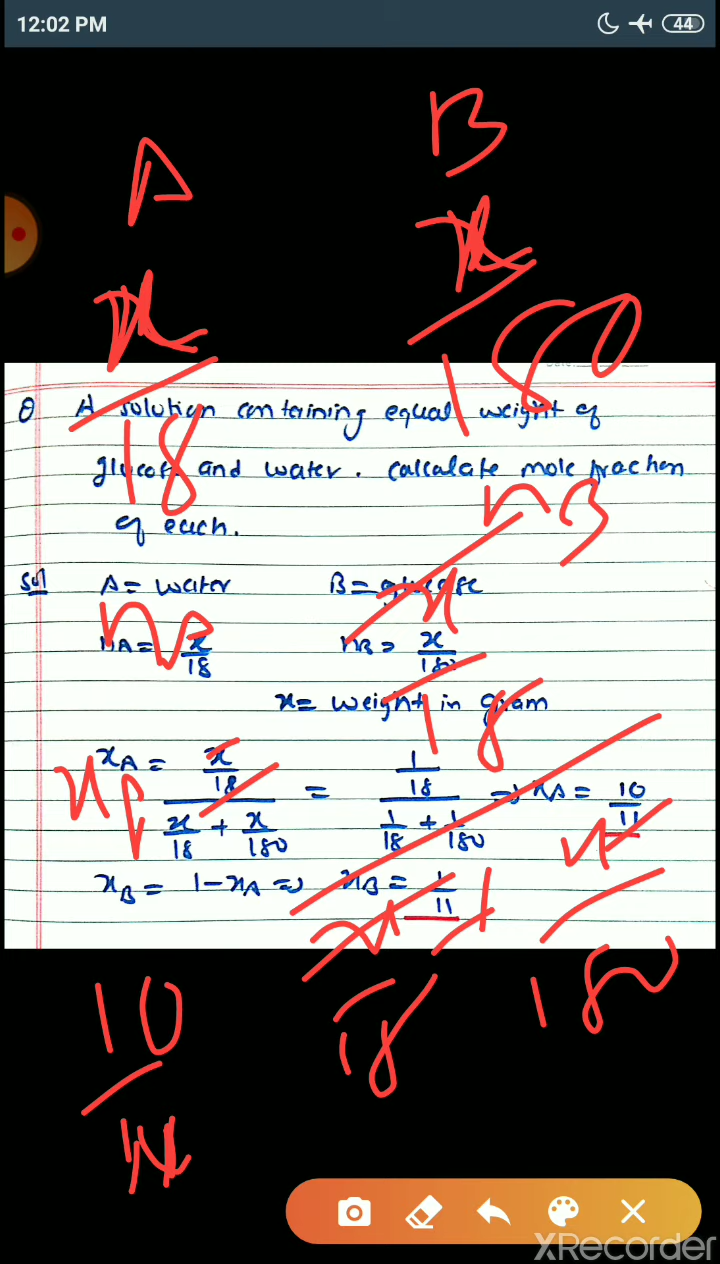 12:02 PM
44
A
B
x
x
18
180
Q A solution containing equal weight of
glucose and water. calculate mole fraction
of each.
Sol A = water B = glucose
nA = x/18 nB = x/180
nB
x
18
x = weight in gram
xA = (x/18)/(x/18 + x/180) = (1/18)/(1/18 + 1/180) ⇒ xA = 10/11
xB = 1-xA ⇒ xB = 1/11
x
18
+
x
180
10
XRecorder